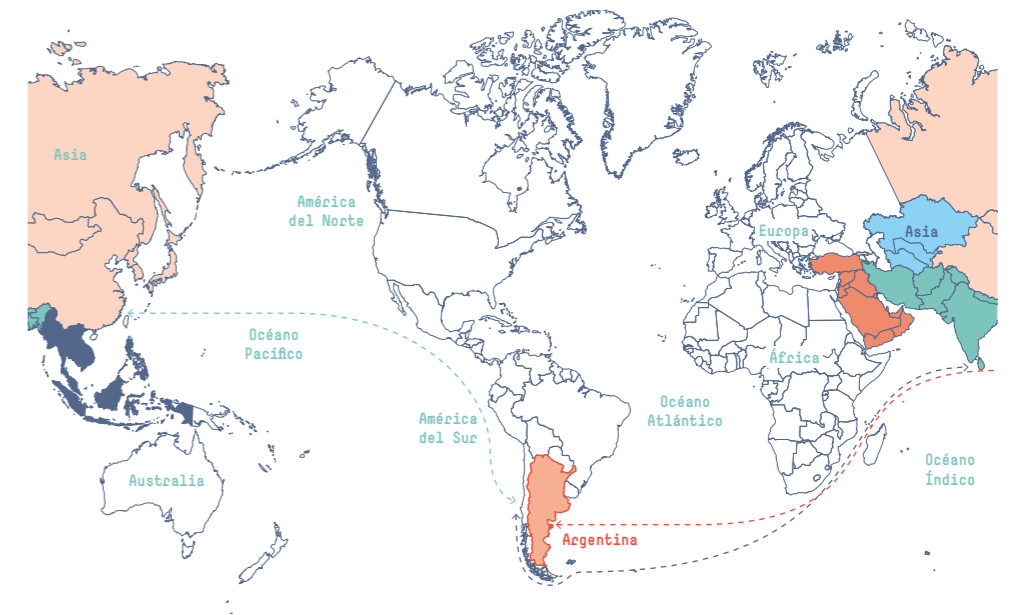 Asia
América
del Norte
Europa
Asia
Océano
Pacífico
África
América
del Sur
Océano
Atlántico
Australia
Océano
Índico
Argentina